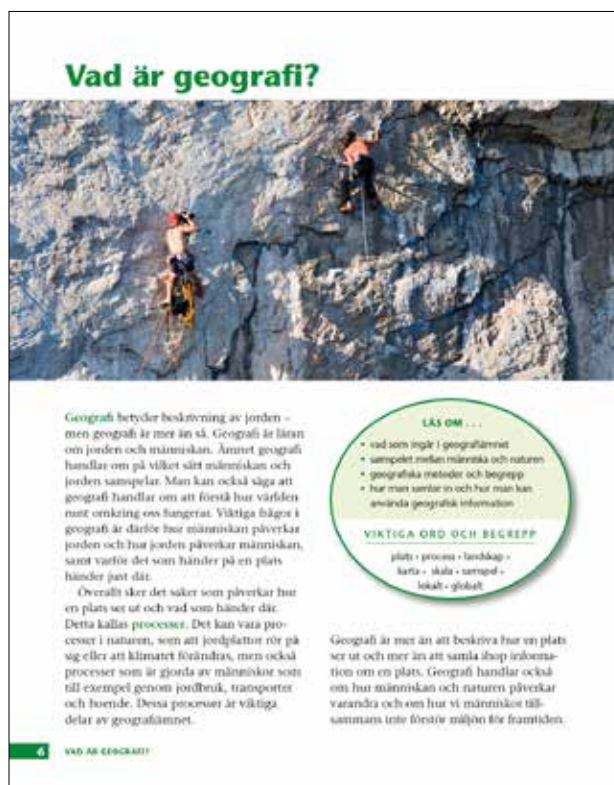 Vad är geografi?
Geografi betyder beskrivning av jorden –
men geografi är mer än så. Geografi är läran
om jorden och människan. Ämnet geografi
handlar om på vilket sätt människan och
jorden samspelar. Man kan också säga att
geografi handlar om att förstå hur världen
runt omkring oss fungerar. Viktiga frågor i
geografi är därför hur människan påverkar
jorden och hur jorden påverkar människan,
samt varför det som händer på en plats
händer just där.
Överallt sker det saker som påverkar hur
en plats ser ut och vad som händer där.
Detta kallas processer. Det kan vara pro-
cesser i naturen, som att jordplattor rör på
sig eller att klimatet förändras, men också
processer som är gjorda av människor som
till exempel genom jordbruk, transporter
och boende. Dessa processer är viktiga
delar av geografiämnet.
LÄS OM . . .
• vad som ingår i geografiämnet
• samspelet mellan människa och naturen
• geografiska metoder och begrepp
• hur man samlar in och hur man kan
använda geografisk information
VIKTIGA ORD OCH BEGREPP
plats • process • landskap •
karta • skala • samspel •
lokalt • globalt
Geografi är mer än att beskriva hur en plats
ser ut och mer än att samla ihop informa-
tion om en plats. Geografi handlar också
om hur människan och naturen påverkar
varandra och om hur vi människor till-
sammans inte förstör miljön för framtiden.
6 VAD ÄR GEOGRAFI?